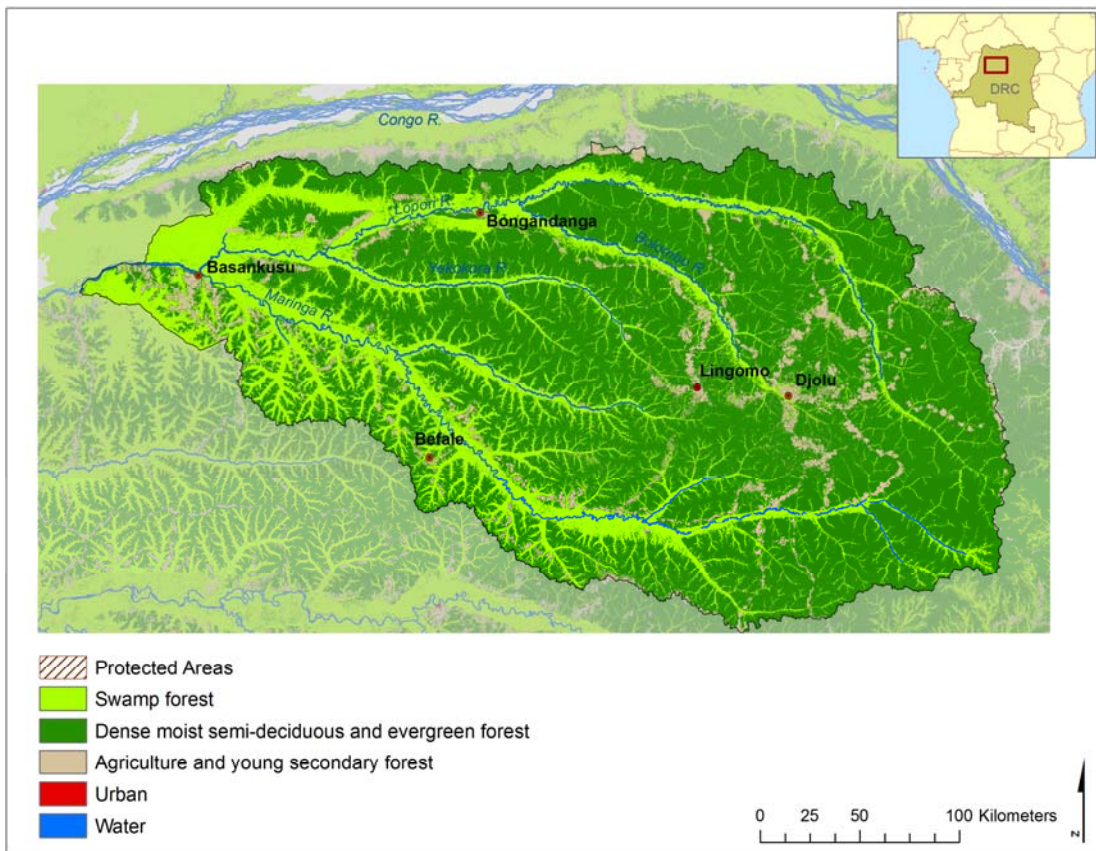 DRC
Congo R.
Lopori R.
Bongandanga
Bolombo R.
Basankusu
Yekokora R.
Maringa R.
Lingomo
Djolu
Befale
Protected Areas
Swamp forest
Dense moist semi-deciduous and evergreen forest
Agriculture and young secondary forest
Urban
Water
0 25 50 100 Kilometers
N